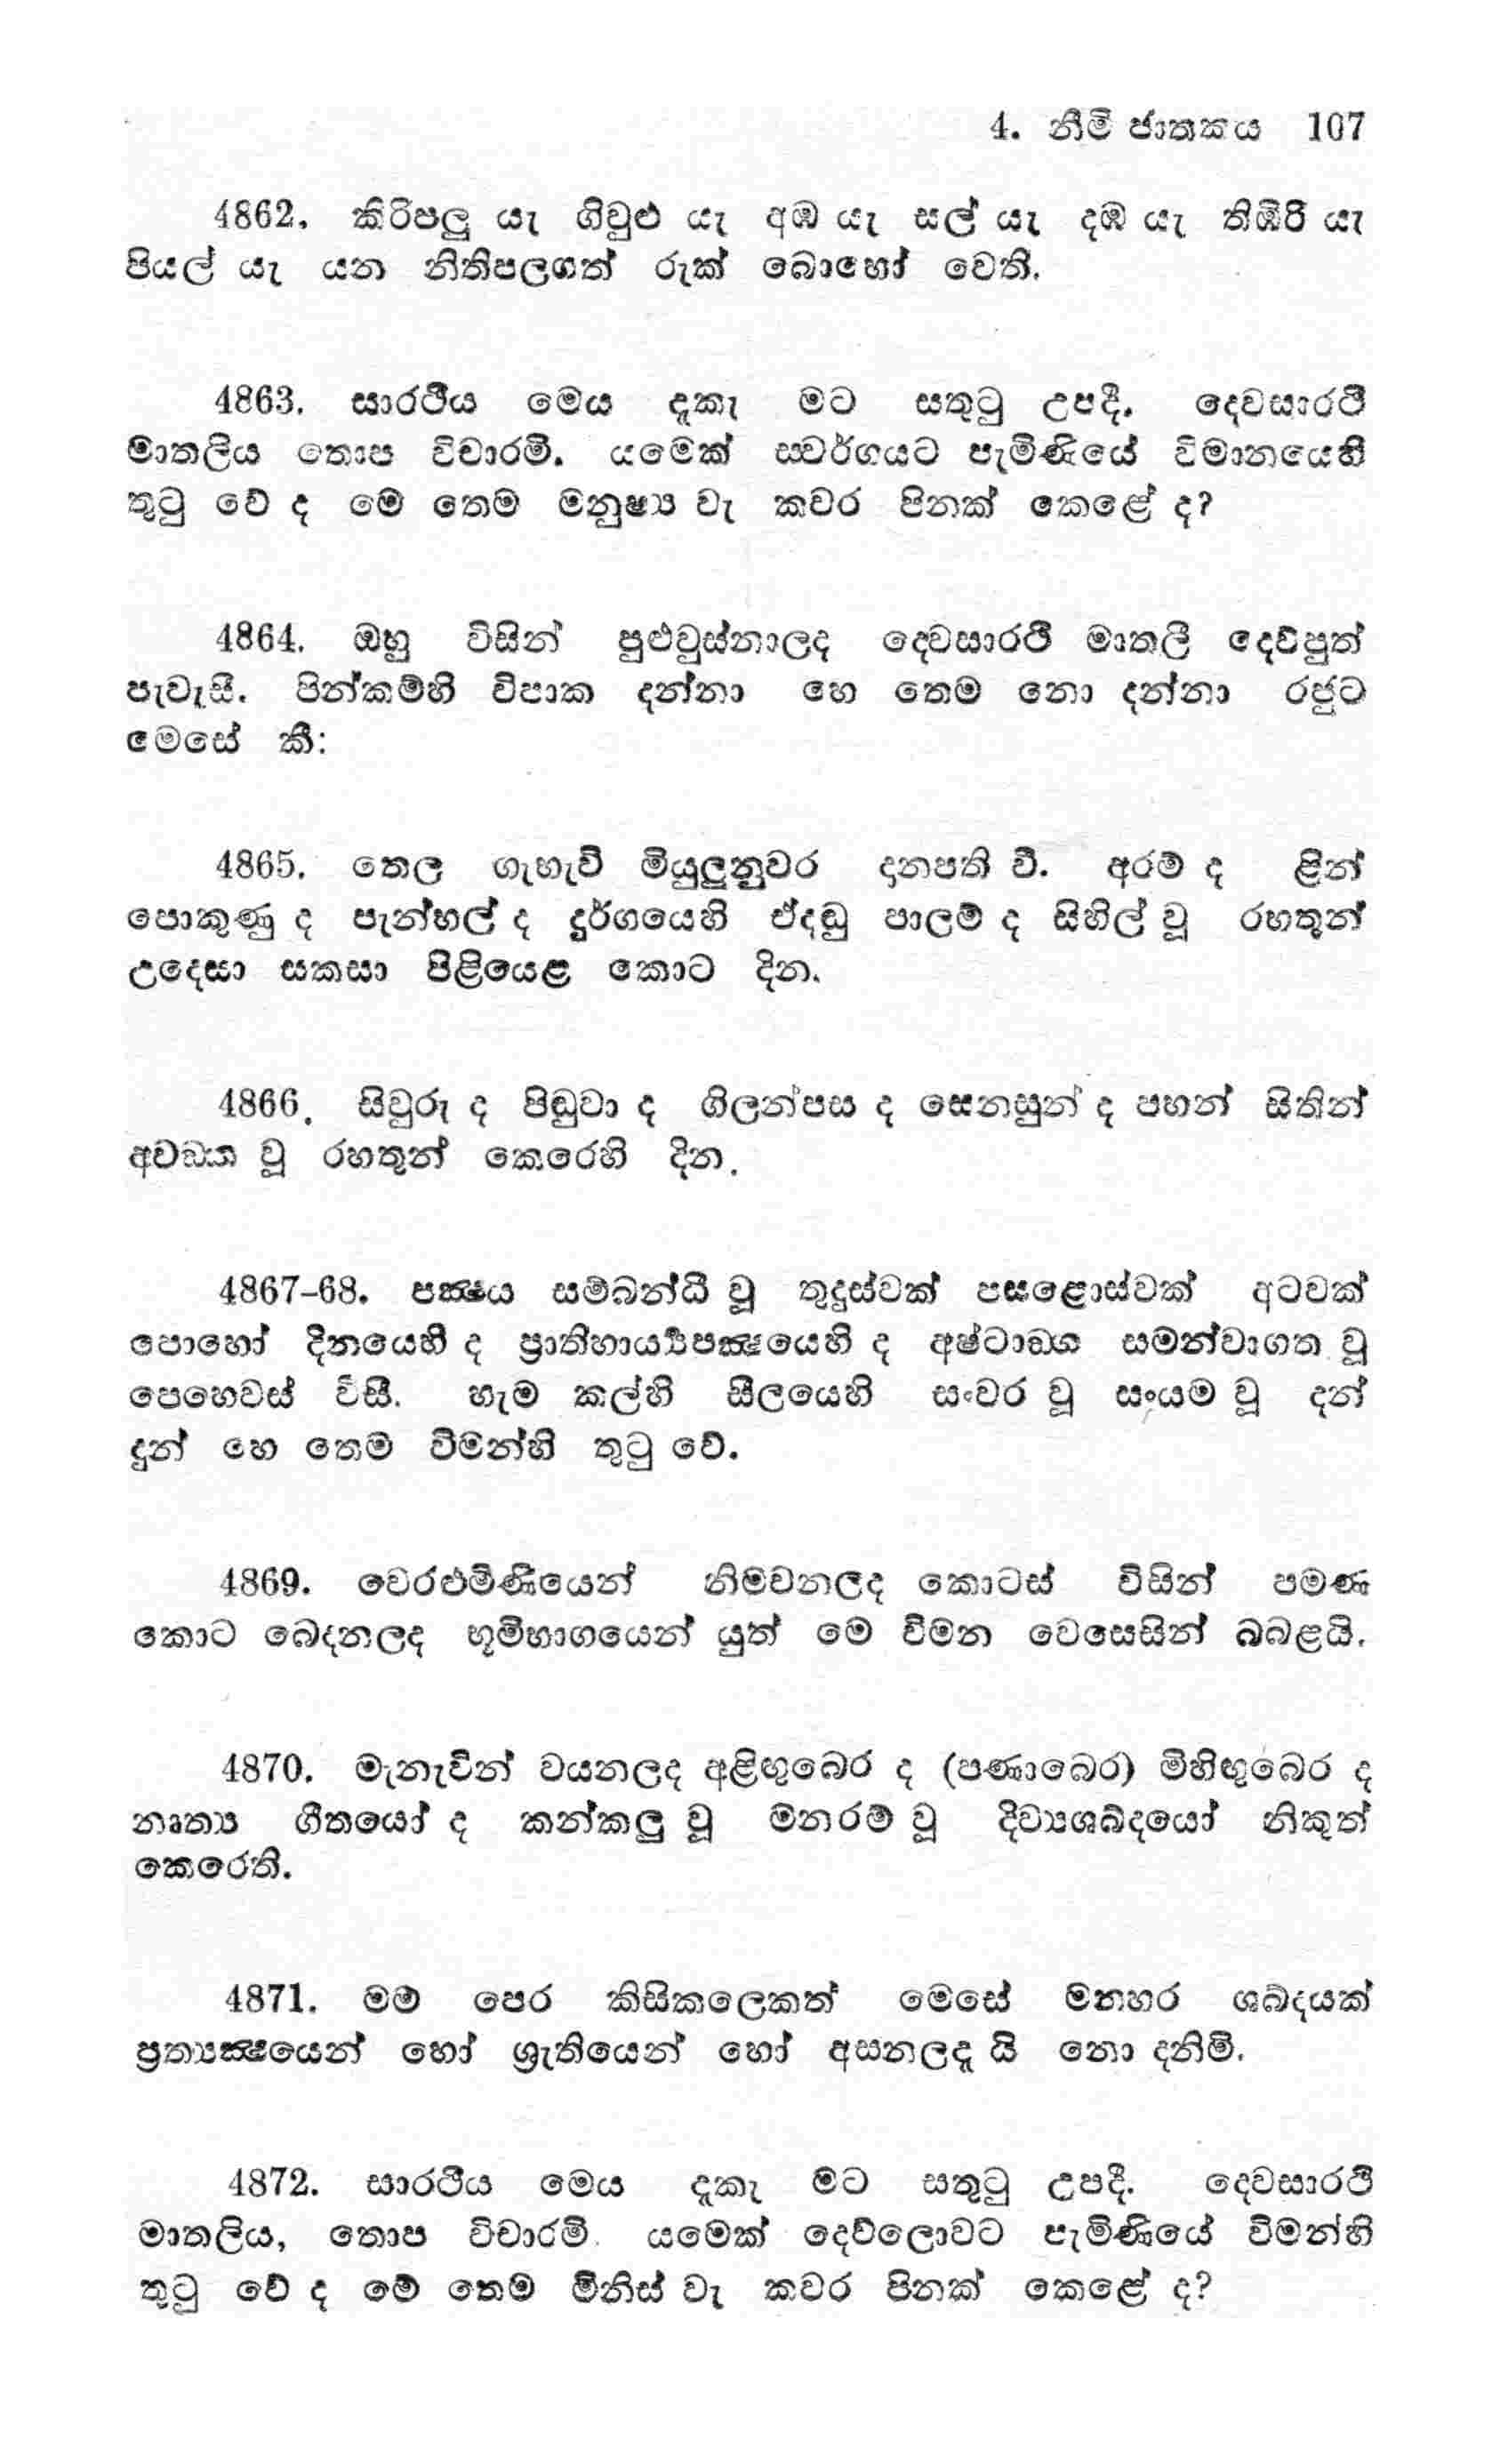 4. නිමි ජාතකය 107
4862. කිරිපලු යැ ගිවුළු යැ අඹ යැ සල් යැ දඹ යැ තිඹිරි යැ
පියල් යැ යන නිතිපලගත් රුක් බොහෝ වෙති.
4863. සාරථිය මෙය දැකැ මට සතුටු උපදී. දෙවසාරථි
මාතලිය තොප විචාරමි. යමෙක් ස්වර්ගයට පැමිණියේ විමානයෙහි
තුටු වේ ද මෙ තෙම මනුෂ්‍ය වැ කවර පිනක් කෙළේ ද?
4864. ඔහු විසින් පුළුවුස්නාලද දෙවසාරථි මාතලී දෙව්පුත්
පැවැසී. පින්කම්හි විපාක දන්නා හෙ තෙම නො දන්නා රජුට
මෙසේ කී:
4865. තෙල ගැහැවි මියුලුනුවර දානපති වී. අරම් ද ළින්
පොකුණු ද පැන්හල් ද දුර්ගයෙහි ඒදඬු පාලම් ද සිහිල් වූ රහතුන්
උදෙසා සකසා පිළියෙළ කොට දින.
4866. සිවුරු ද පිඬුවා ද ගිලන්පස ද සෙනසුන් ද පහන් සිතින්
අවඞ්ක වූ රහතුන් කෙරෙහි දින.
4867-68. පක්‍ෂය සම්බන්ධී වූ තුදුස්වක් පසළොස්වක් අටවක්
පොහෝ දිනයෙහි ද ප්‍රාතිහාර්‍ය්‍යපක්‍ෂයෙහි ද අෂ්ටාඞ්ග සමන්වාගත වූ
පෙහෙවස් විසී. හැම කල්හි සීලයෙහි සංවර වූ සංයම වූ දන්
දුන් හෙ තෙම විමන්හි තුටු වේ.
4869. වෙරළුමිණියෙන් නිමවනලද කොටස් විසින් පමණ
කොට බෙදනලද භූමිභාගයෙන් යුත් මෙ විමන වෙසෙසින් බබළයි.
4870. මැනැවින් වයනලද අළිඟුබෙර ද (පණාබෙර) මිහිඟුබෙර ද
නෘත්‍ය ගීතයෝ ද කන්කලු වූ මනරම් වූ දිව්‍යශබ්දයෝ නිකුත්
කෙරෙති.
4871. මම පෙර කිසිකලෙකත් මෙසේ මනහර ශබ්දයක්
ප්‍රත්‍යක්‍ෂයෙන් හෝ ශ්‍රුතියෙන් හෝ අසනලදැ යි නො දනිමි.
4872. සාරථිය මෙය දැකැ මට සතුටු උපදී. දෙවසාරථි
මාතලිය, තොප විචාරමි. යමෙක් දෙව්ලොවට පැමිණියේ විමන්හි
තුටු වේ ද මේ තෙම මිනිස් වැ කවර පිනක් කෙළේ ද?